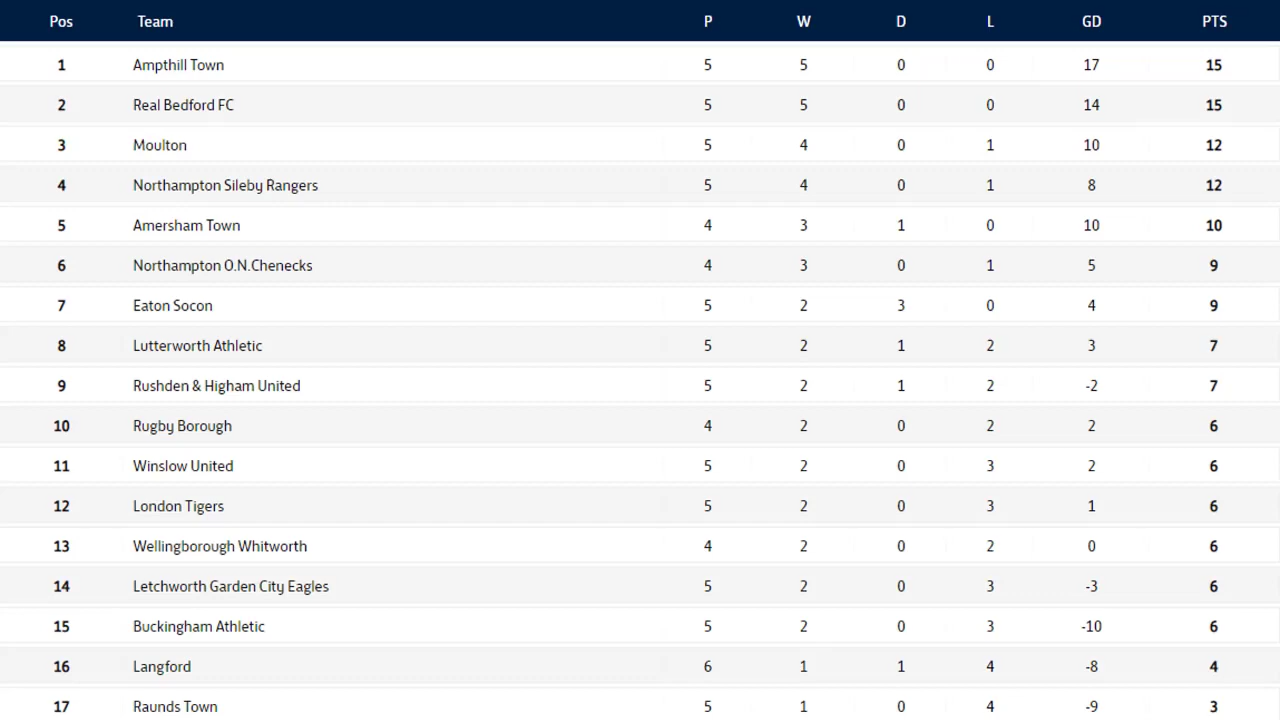 Pos Team P W D L GD PTS
1 Ampthill Town 5 5 0 0 17 15
2 Real Bedford FC 5 5 0 0 14 15
3 Moulton 5 4 0 1 10 12
4 Northampton Sileby Rangers 5 4 0 1 8 12
5 Amersham Town 4 3 1 0 10 10
6 Northampton O.N.Chenecks 4 3 0 1 5 9
7 Eaton Socon 5 2 3 0 4 9
8 Lutterworth Athletic 5 2 1 2 3 7
9 Rushden & Higham United 5 2 1 2 -2 7
10 Rugby Borough 4 2 0 2 2 6
11 Winslow United 5 2 0 3 2 6
12 London Tigers 5 2 0 3 1 6
13 Wellingborough Whitworth 4 2 0 2 0 6
14 Letchworth Garden City Eagles 5 2 0 3 -3 6
15 Buckingham Athletic 5 2 0 3 -10 6
16 Langford 6 1 1 4 -8 4
17 Raunds Town 5 1 0 4 -9 3